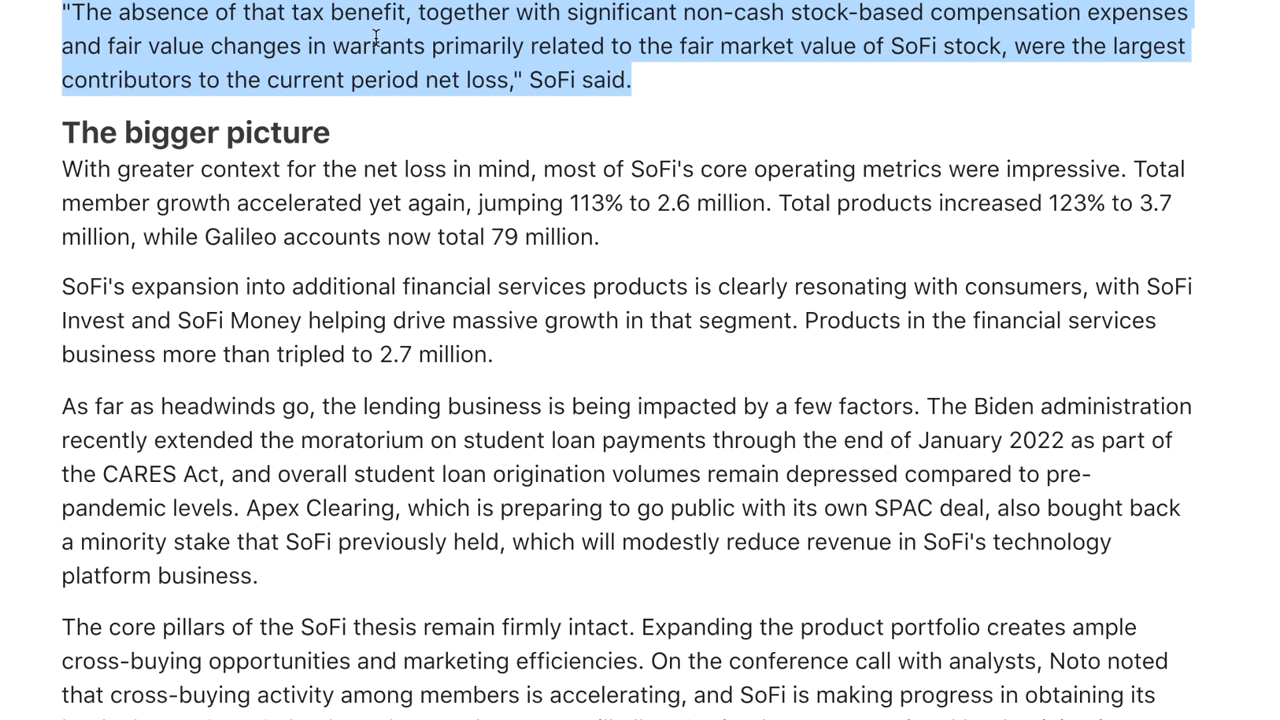 "The absence of that tax benefit, together with significant non-cash stock-based compensation expenses
and fair value changes in warrants primarily related to the fair market value of SoFi stock, were the largest
contributors to the current period net loss," SoFi said.
The bigger picture
With greater context for the net loss in mind, most of SoFi's core operating metrics were impressive. Total
member growth accelerated yet again, jumping 113% to 2.6 million. Total products increased 123% to 3.7
million, while Galileo accounts now total 79 million.
SoFi's expansion into additional financial services products is clearly resonating with consumers, with SoFi
Invest and SoFi Money helping drive massive growth in that segment. Products in the financial services
business more than tripled to 2.7 million.
As far as headwinds go, the lending business is being impacted by a few factors. The Biden administration
recently extended the moratorium on student loan payments through the end of January 2022 as part of
the CARES Act, and overall student loan origination volumes remain depressed compared to pre-
pandemic levels. Apex Clearing, which is preparing to go public with its own SPAC deal, also bought back
a minority stake that SoFi previously held, which will modestly reduce revenue in SoFi's technology
platform business.
The core pillars of the SoFi thesis remain firmly intact. Expanding the product portfolio creates ample
cross-buying opportunities and marketing efficiencies. On the conference call with analysts, Noto noted
that cross-buying activity among members is accelerating, and SoFi is making progress in obtaining its